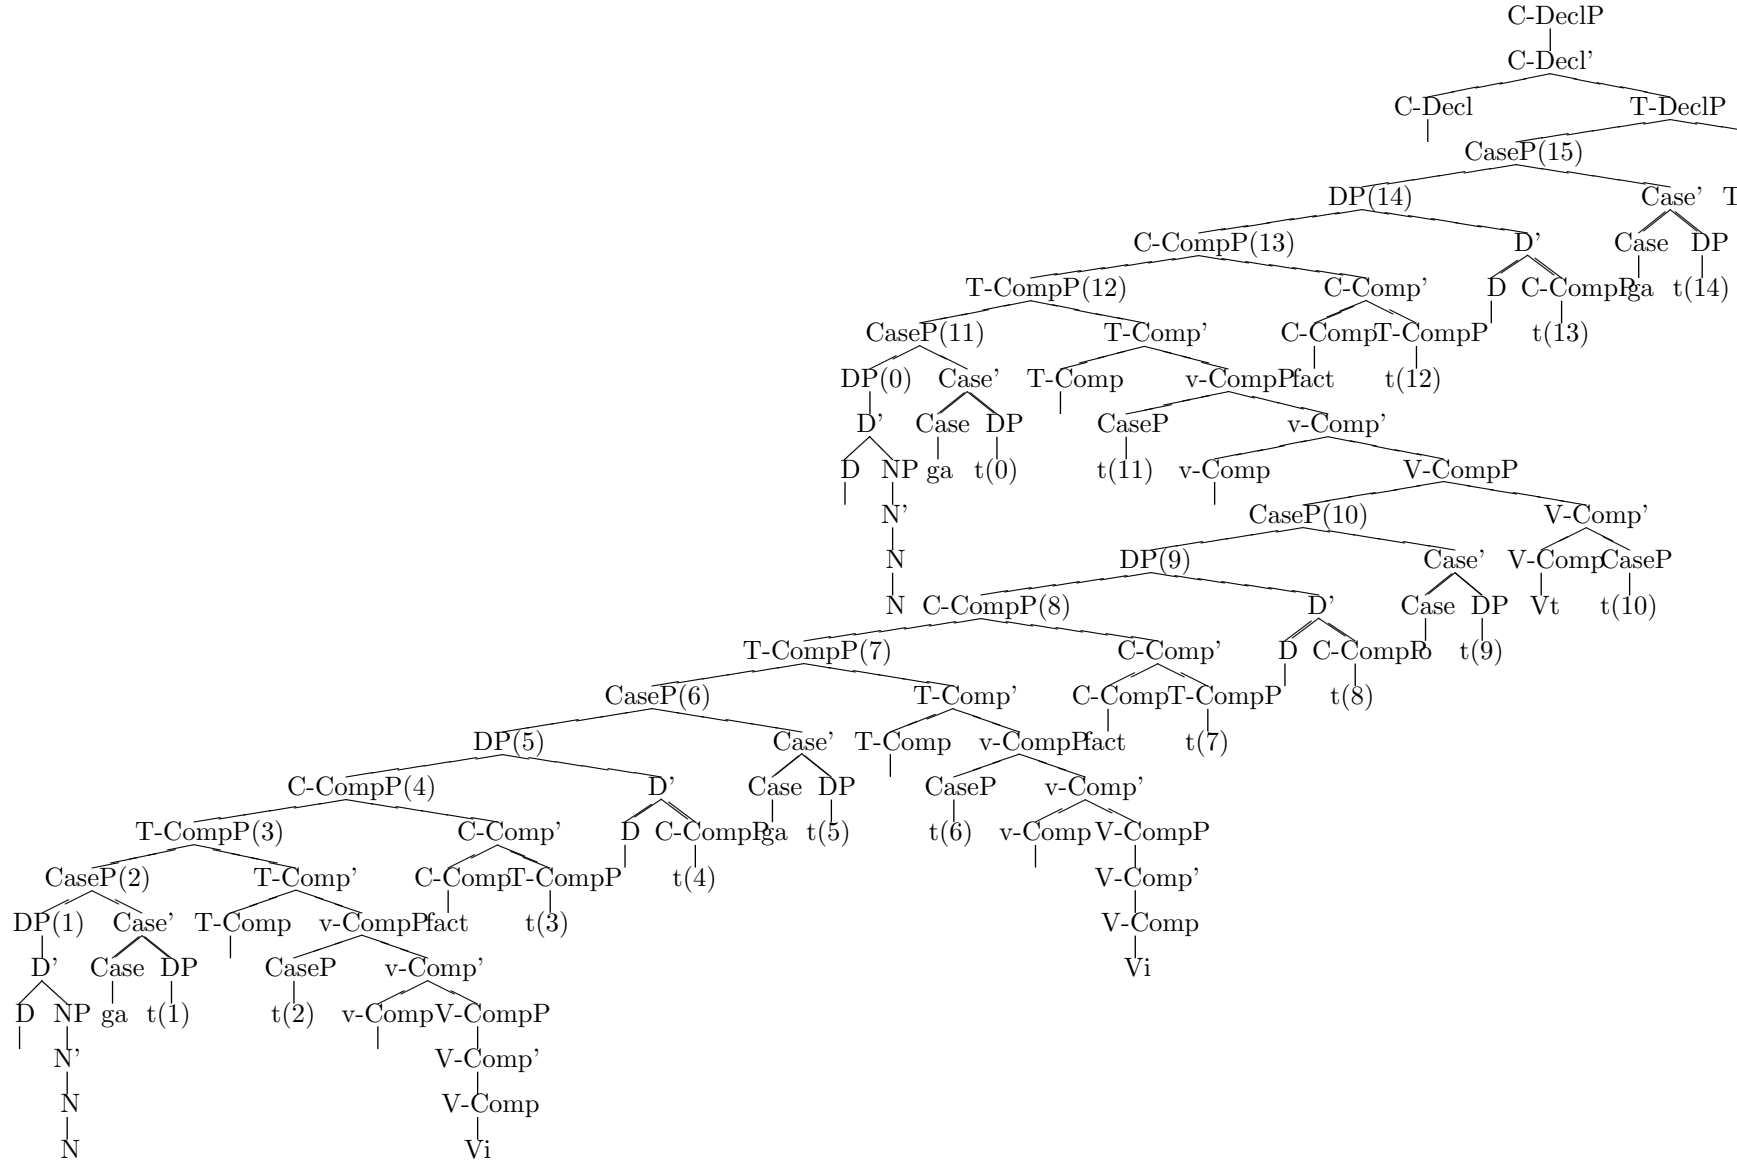 C-DeclP
C-Decl’
C-Decl T-DeclP
CaseP(15)
DP(14) Case’ T
C-CompP(13) D’ Case DP
T-CompP(12) C-Comp’ D C-CompP ga t(14)
CaseP(11) T-Comp’ C-Comp T-CompP t(13)
DP(0) Case’ T-Comp v-CompP fact t(12)
D’ Case DP CaseP v-Comp’
D NP ga t(0) t(11) v-Comp V-CompP
N’ CaseP(10) V-Comp’
N DP(9) Case’ V-Comp CaseP
N C-CompP(8) D’ Case DP Vt t(10)
T-CompP(7) C-Comp’ D C-CompP o t(9)
CaseP(6) T-Comp’ C-Comp T-CompP t(8)
DP(5) Case’ T-Comp v-CompP fact t(7)
C-CompP(4) D’ Case DP CaseP v-Comp’
T-CompP(3) C-Comp’ D C-CompP ga t(5) t(6) v-Comp V-CompP
CaseP(2) T-Comp’ C-Comp T-CompP t(4) V-Comp’
DP(1) Case’ T-Comp v-CompP fact t(3) V-Comp
D’ Case DP CaseP v-Comp’ Vi
D NP ga t(1) t(2) v-Comp V-CompP
N’ V-Comp’
N V-Comp
N Vi